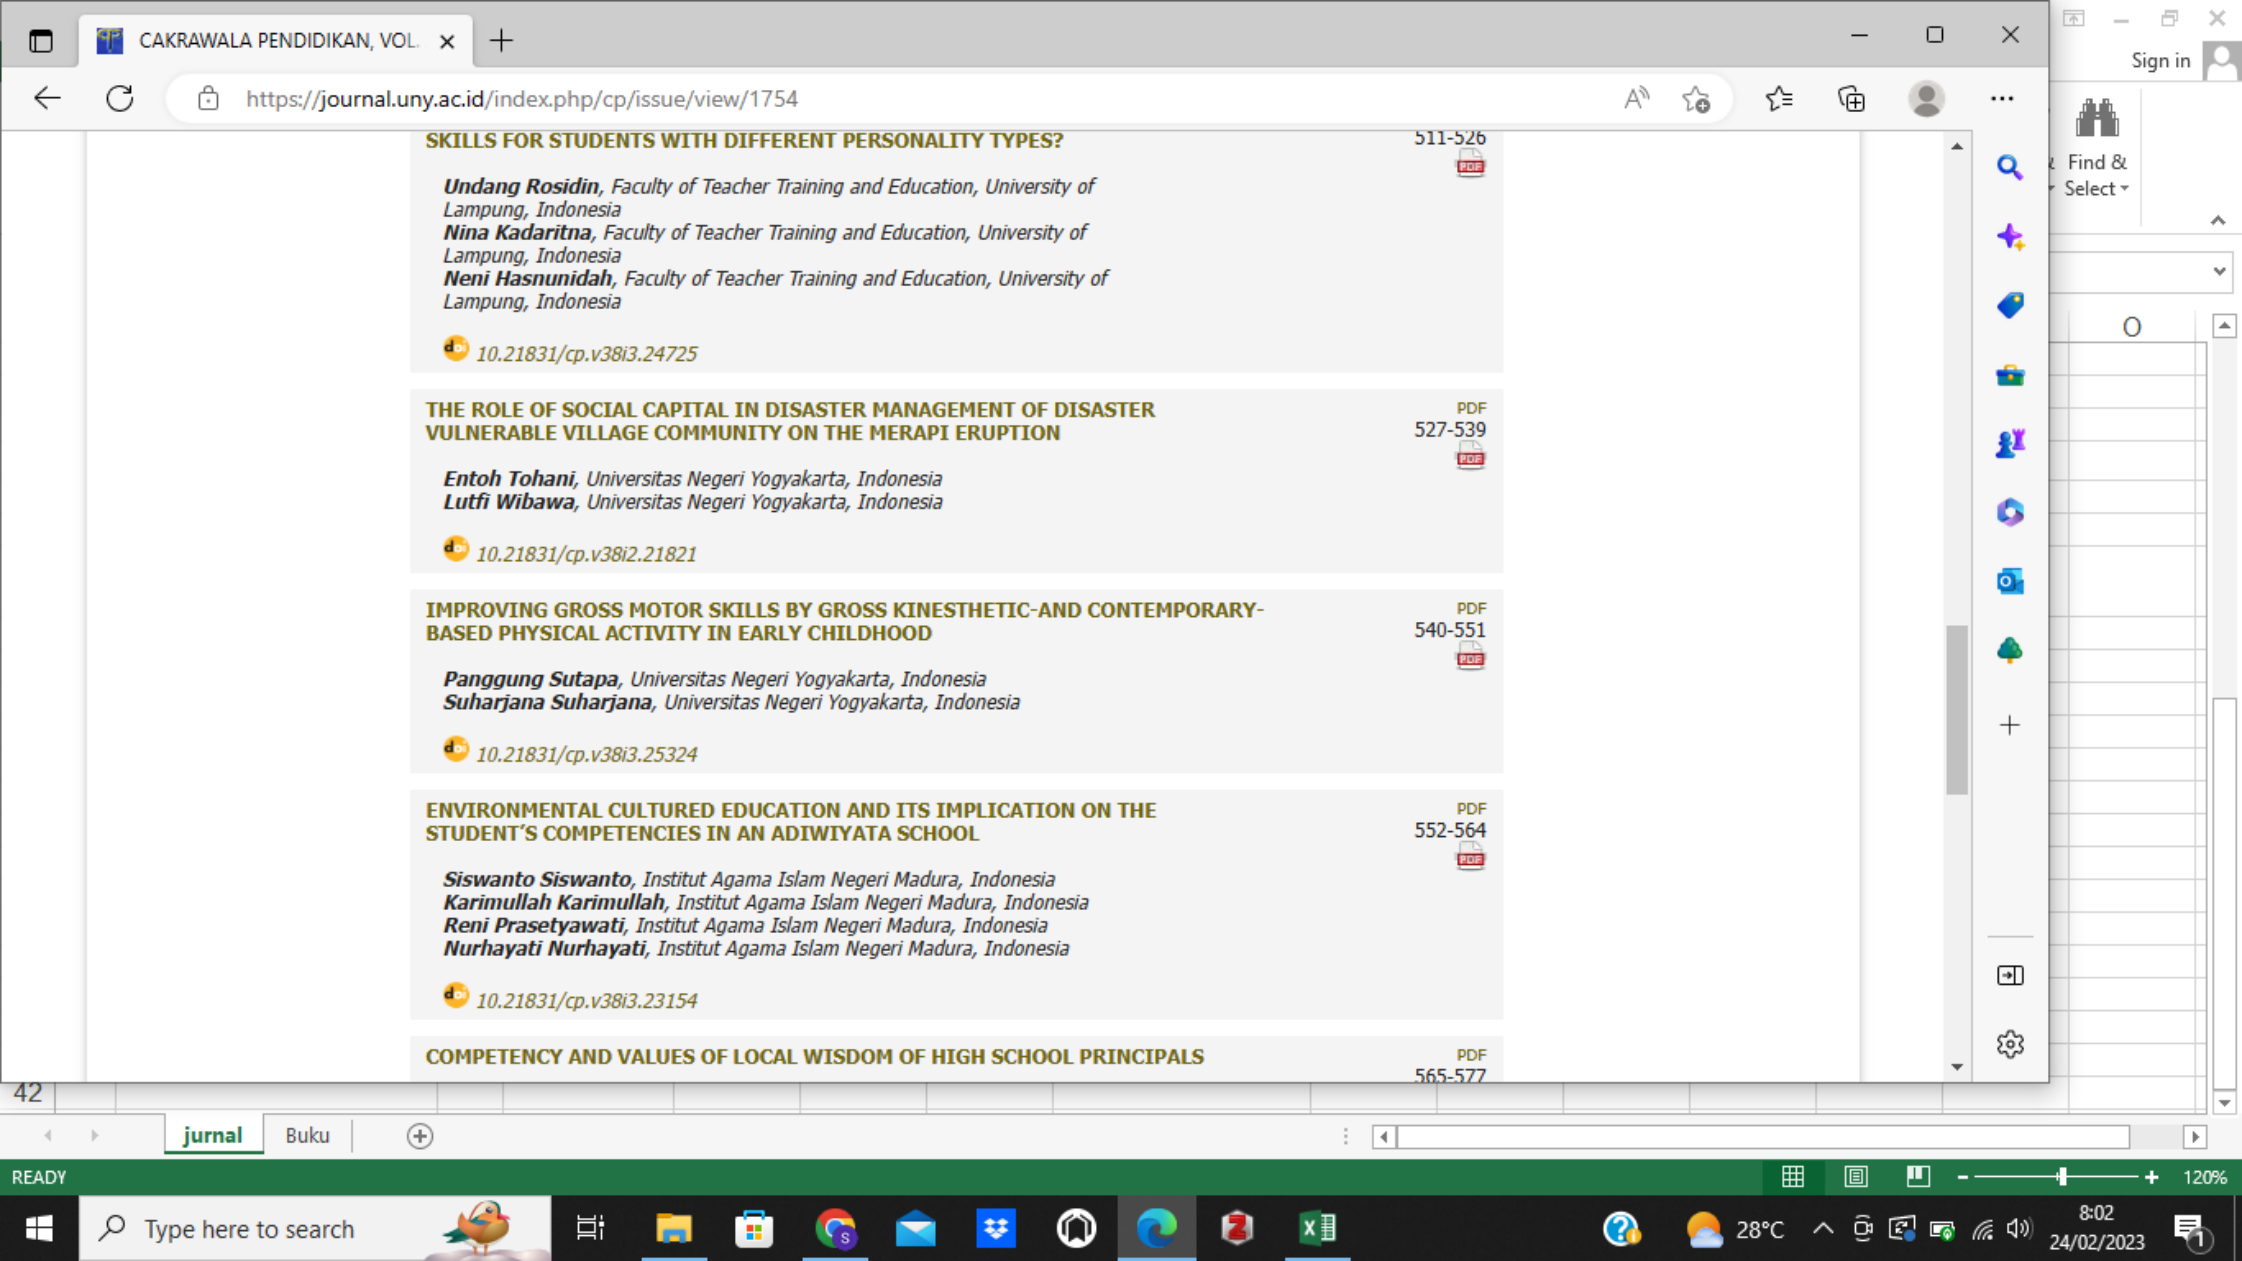 CAKRAWALA PENDIDIKAN, VOL.
Sign in
https://journal.uny.ac.id/index.php/cp/issue/view/1754
Find &
Select
O
SKILLS FOR STUDENTS WITH DIFFERENT PERSONALITY TYPES?
511-526
PDF
Undang Rosidin, Faculty of Teacher Training and Education, University of
Lampung, Indonesia
Nina Kadaritna, Faculty of Teacher Training and Education, University of
Lampung, Indonesia
Neni Hasnunidah, Faculty of Teacher Training and Education, University of
Lampung, Indonesia
doi 10.21831/cp.v38i3.24725
THE ROLE OF SOCIAL CAPITAL IN DISASTER MANAGEMENT OF DISASTER
VULNERABLE VILLAGE COMMUNITY ON THE MERAPI ERUPTION
PDF
527-539
PDF
Entoh Tohani, Universitas Negeri Yogyakarta, Indonesia
Lutfi Wibawa, Universitas Negeri Yogyakarta, Indonesia
doi 10.21831/cp.v38i2.21821
IMPROVING GROSS MOTOR SKILLS BY GROSS KINESTHETIC-AND CONTEMPORARY-
BASED PHYSICAL ACTIVITY IN EARLY CHILDHOOD
PDF
540-551
PDF
Panggung Sutapa, Universitas Negeri Yogyakarta, Indonesia
Suharjana Suharjana, Universitas Negeri Yogyakarta, Indonesia
doi 10.21831/cp.v38i3.25324
ENVIRONMENTAL CULTURED EDUCATION AND ITS IMPLICATION ON THE
STUDENT’S COMPETENCIES IN AN ADIWIYATA SCHOOL
PDF
552-564
PDF
Siswanto Siswanto, Institut Agama Islam Negeri Madura, Indonesia
Karimullah Karimullah, Institut Agama Islam Negeri Madura, Indonesia
Reni Prasetyawati, Institut Agama Islam Negeri Madura, Indonesia
Nurhayati Nurhayati, Institut Agama Islam Negeri Madura, Indonesia
doi 10.21831/cp.v38i3.23154
COMPETENCY AND VALUES OF LOCAL WISDOM OF HIGH SCHOOL PRINCIPALS
PDF
565-577
42
jurnal Buku
READY
120%
Type here to search
28°C
8:02
24/02/2023
1